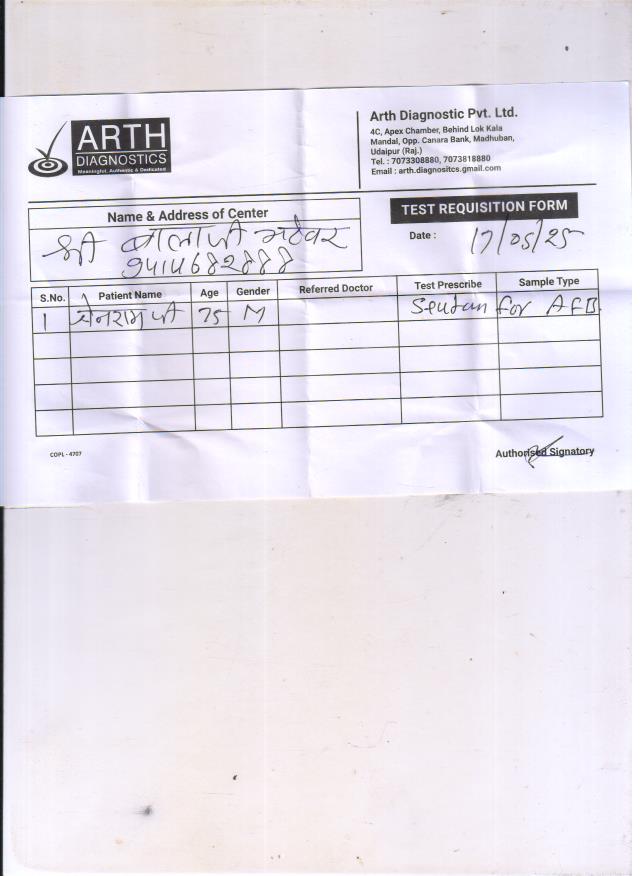 ARTH
DIAGNOSTICS
Meaningful, Authentic & Dedicated
Arth Diagnostic Pvt. Ltd.
4C, Apex Chamber, Behind Lok Kala
Mandal, Opp. Canara Bank, Madhuban,
Udaipur (Raj.)
Tel. : 7073308880, 7073818880
Email : arth.diagnositcs.gmail.com
Name & Address of Center
श्री बालाजी
9414682888
TEST REQUISITION FORM
Date : 17/05/25
S.No. Patient Name Age Gender Referred Doctor Test Prescribe Sample Type
1 जी 75 M for AFB
COPL - 4707
Authorised Signatory